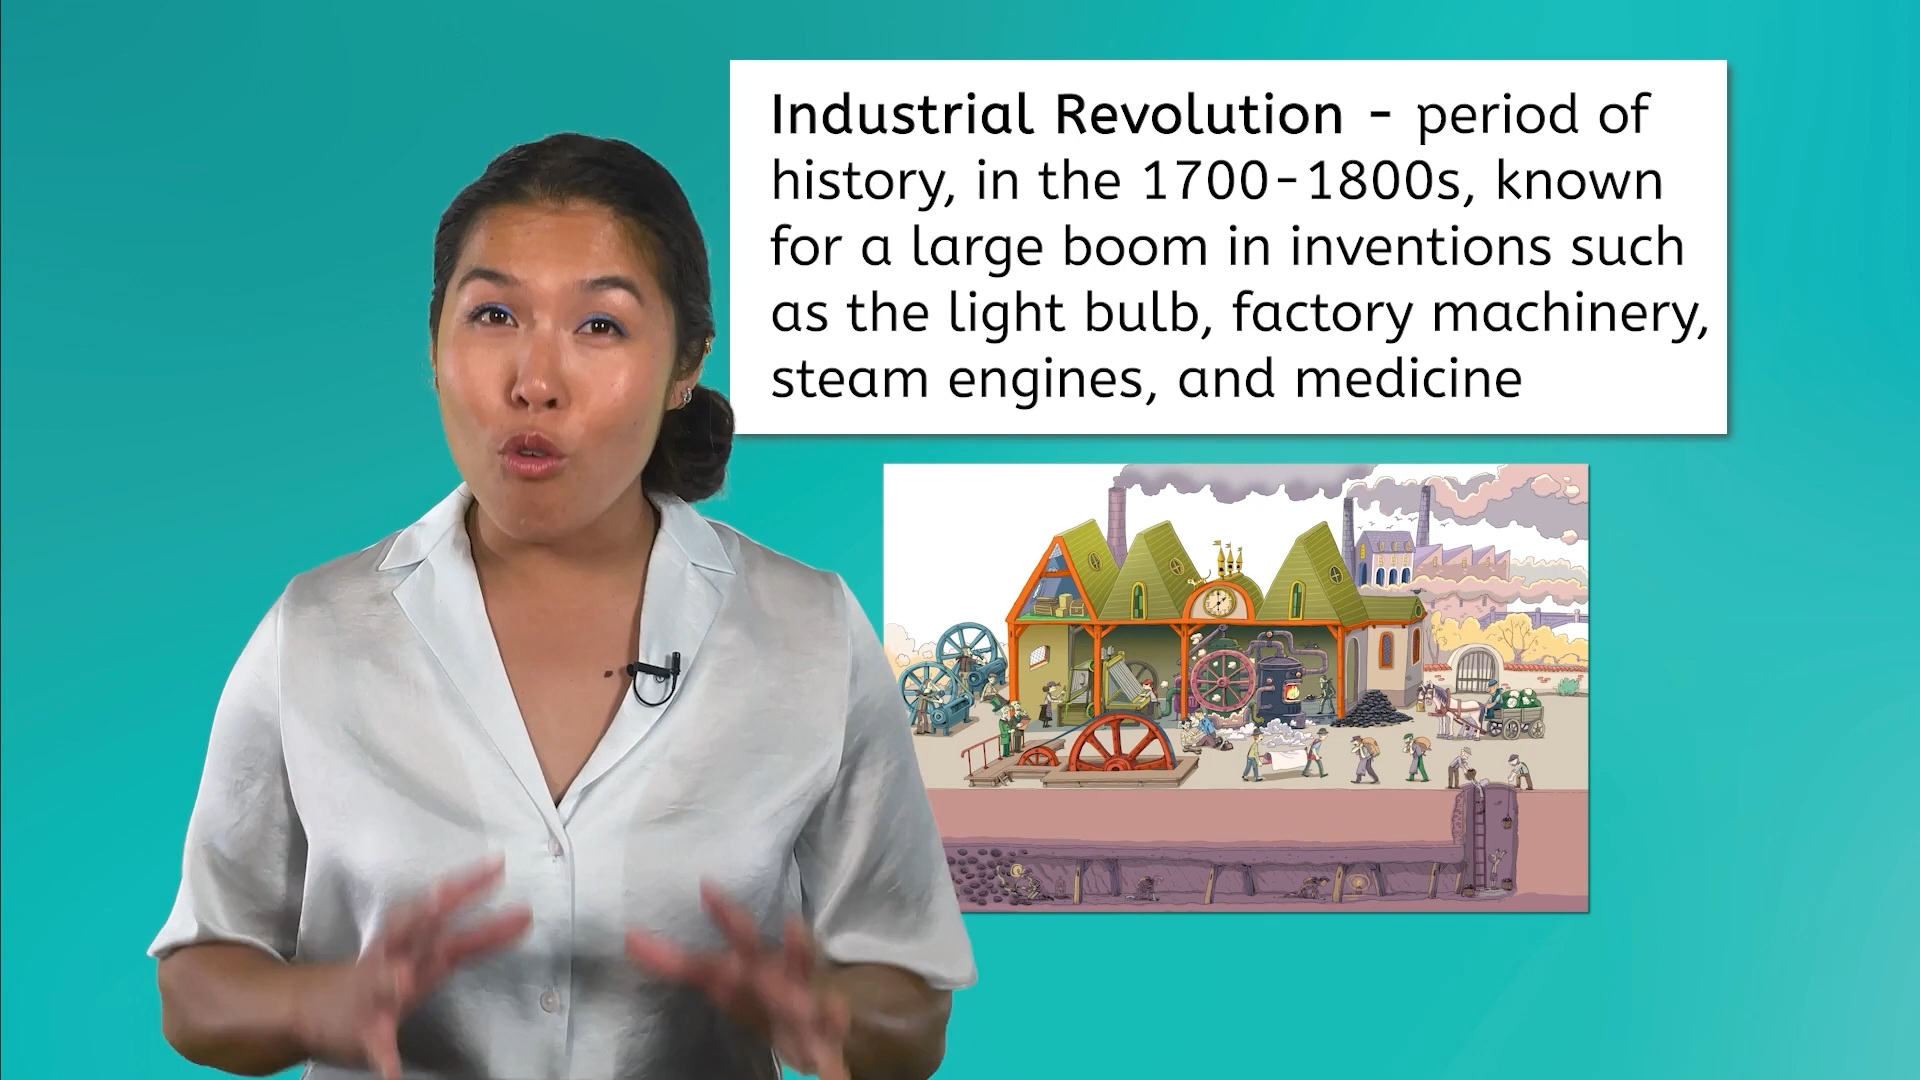 Industrial Revolution - period of
history, in the 1700-1800s, known
for a large boom in inventions such
as the light bulb, factory machinery,
steam engines, and medicine